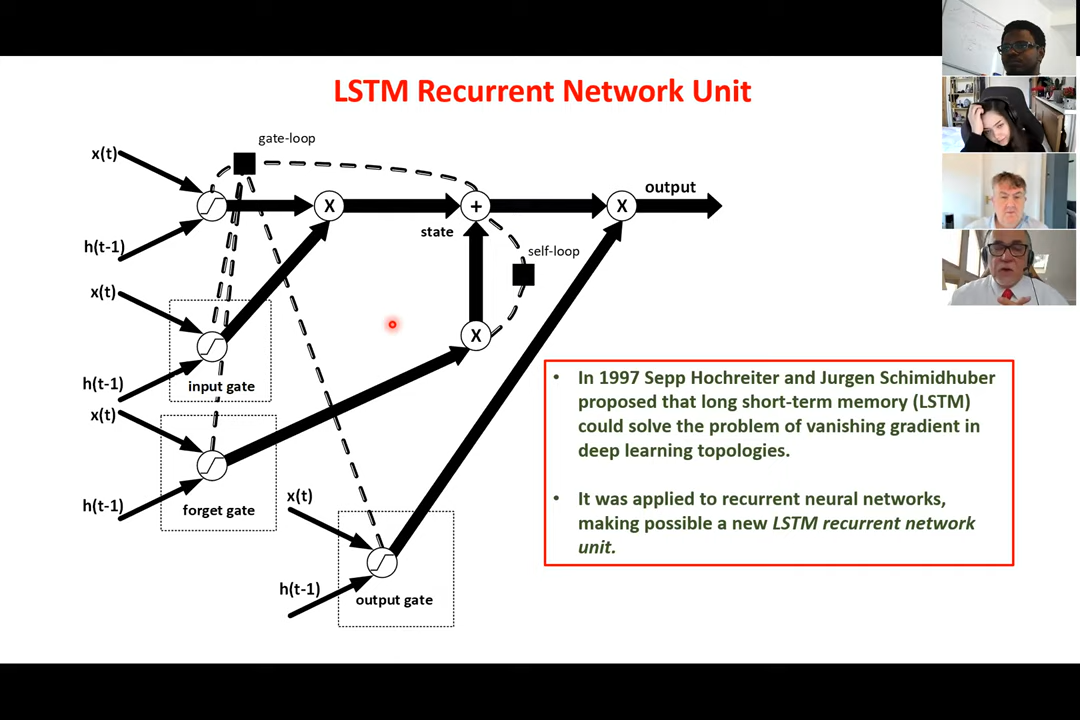 LSTM Recurrent Network Unit
gate-loop
x(t)
output
X
+
X
state
h(t-1)
self-loop
x(t)
X
input gate
h(t-1)
x(t)
forget gate
h(t-1)
x(t)
h(t-1)
output gate
• In 1997 Sepp Hochreiter and Jurgen Schimidhuber
proposed that long short-term memory (LSTM)
could solve the problem of vanishing gradient in
deep learning topologies.
• It was applied to recurrent neural networks,
making possible a new LSTM recurrent network
unit.